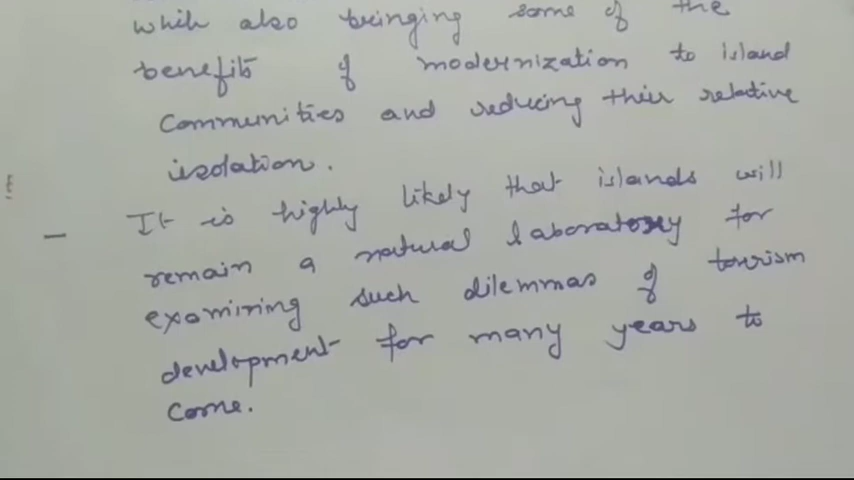 which also bringing some of the
benefits of modernization to island
communities and reducing their relative
isolation.
- It is highly likely that islands will
remain a natural laboratory for
examining such dilemmas of tourism
development for many years to
come.